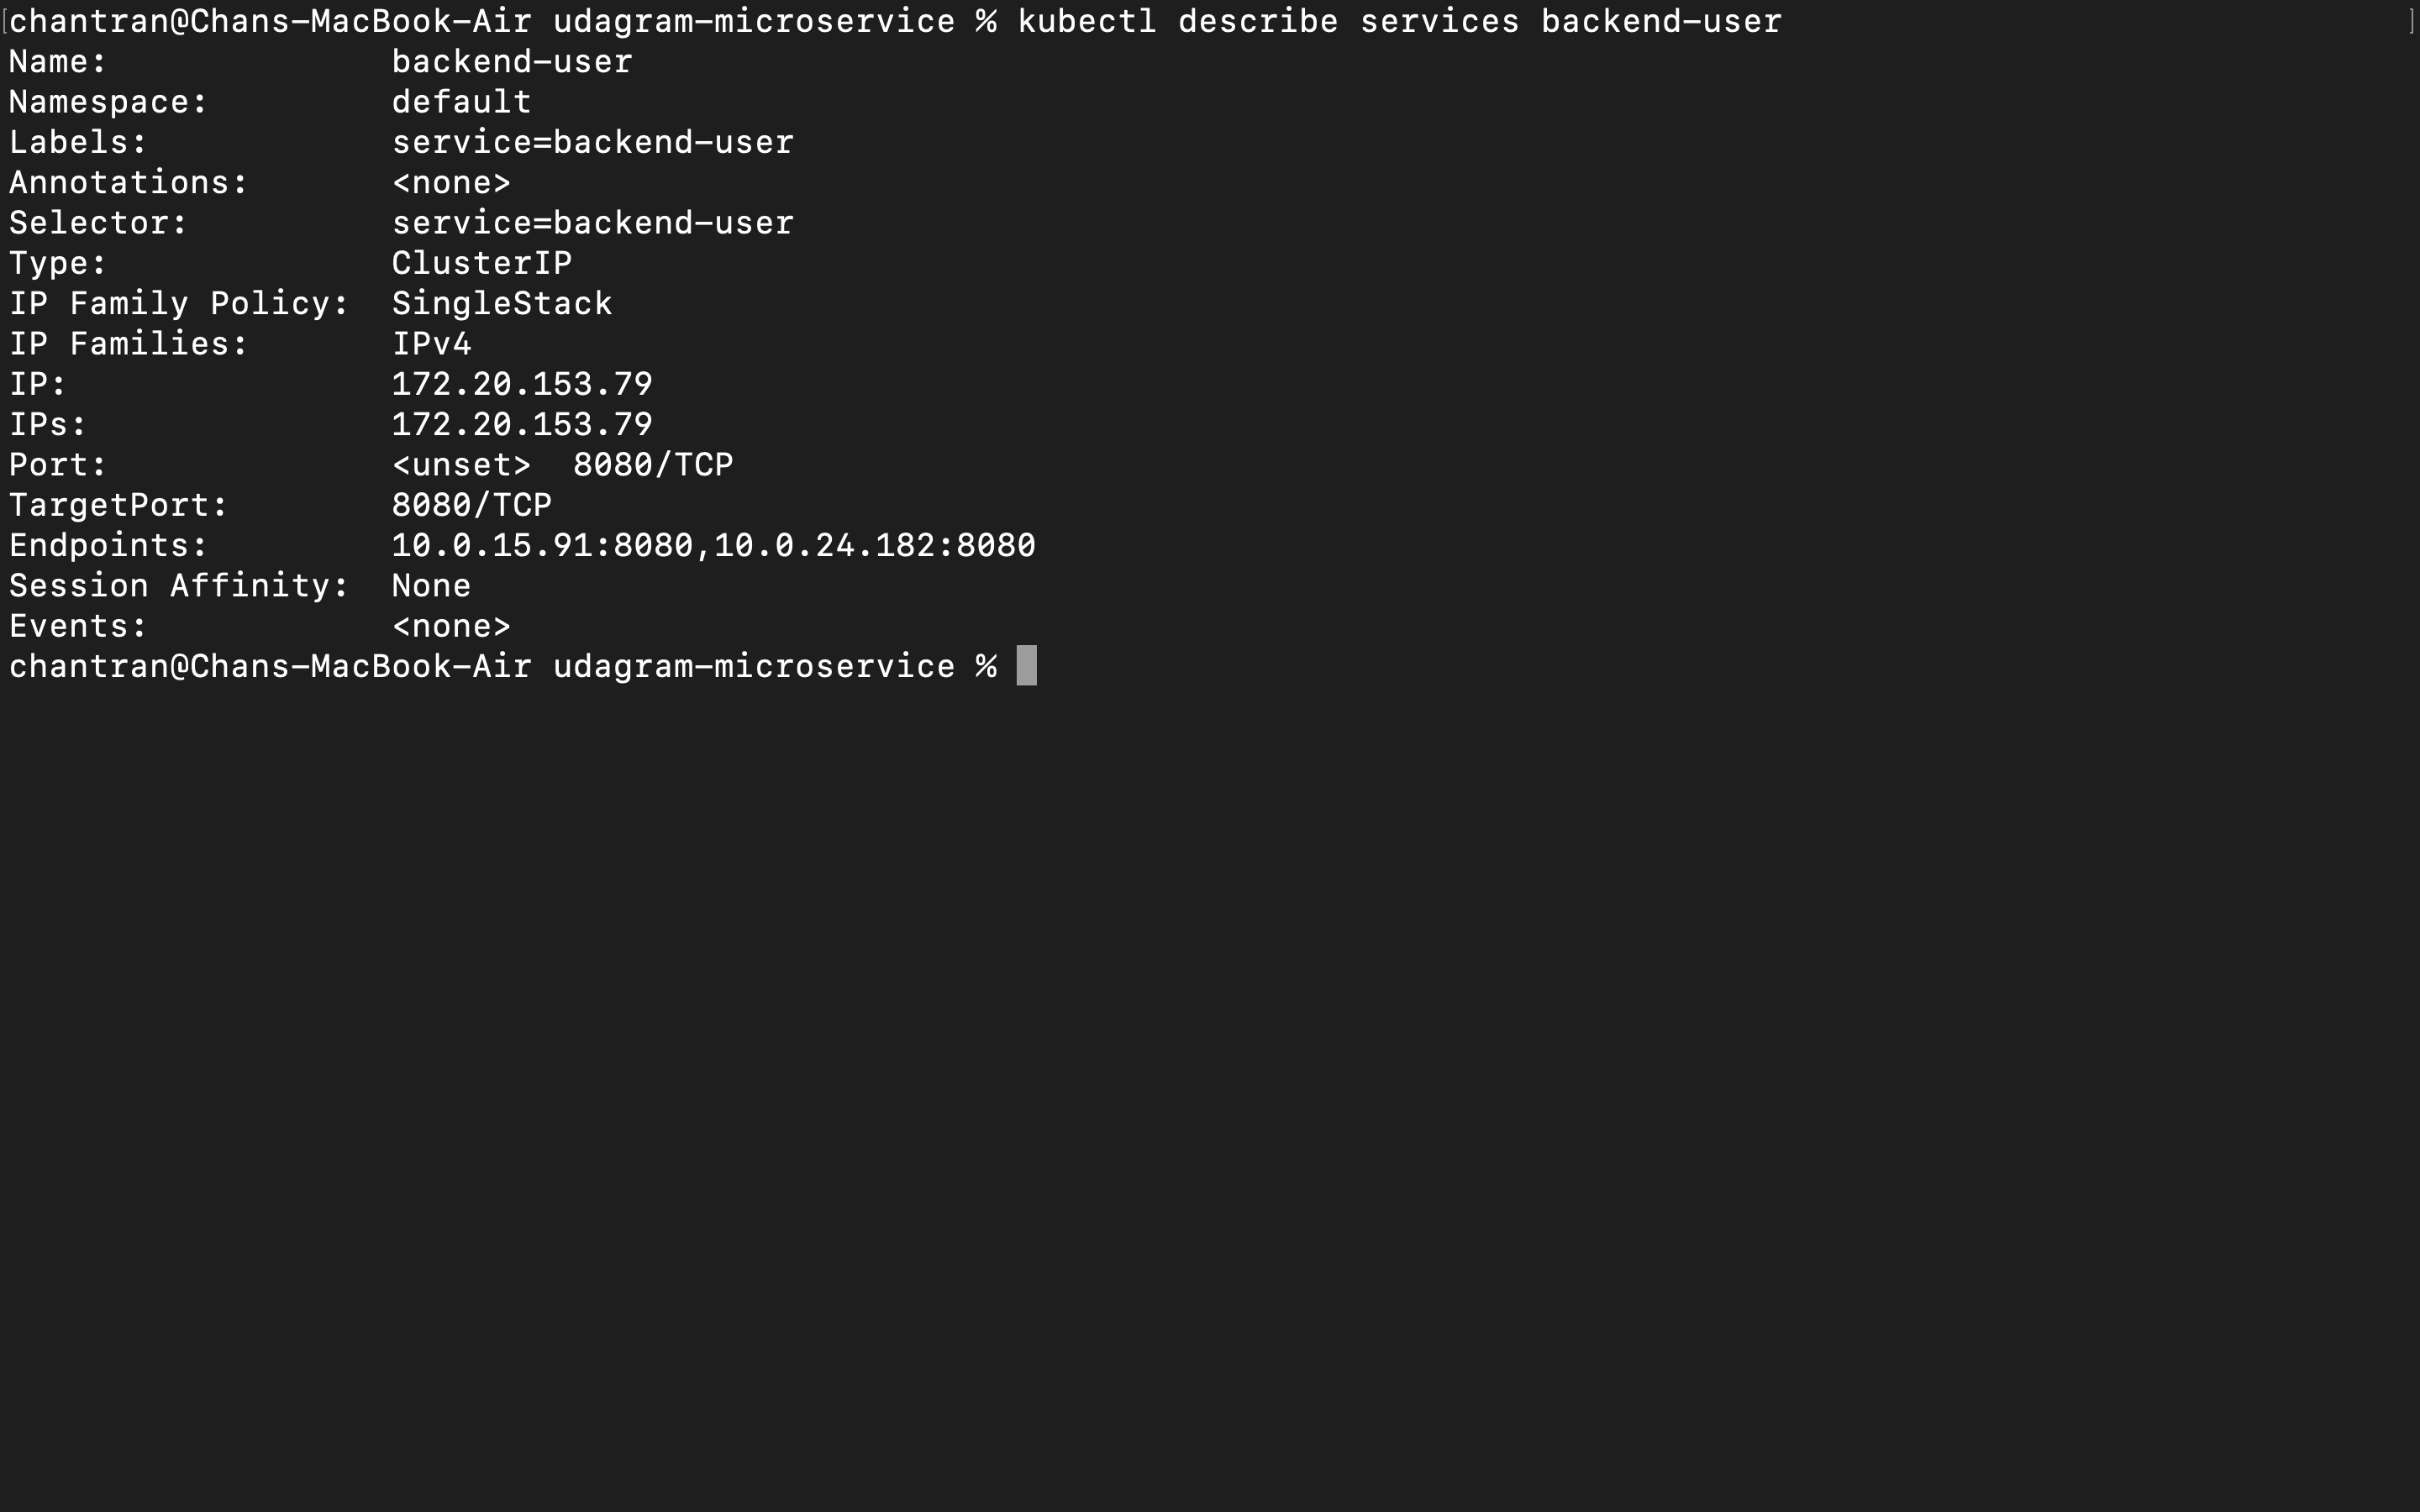 [chantran@Chans-MacBook-Air udagram-microservice % kubectl describe services backend-user ]
Name:              backend-user
Namespace:         default
Labels:            service=backend-user
Annotations:       <none>
Selector:          service=backend-user
Type:              ClusterIP
IP Family Policy:  SingleStack
IP Families:       IPv4
IP:                172.20.153.79
IPs:               172.20.153.79
Port:              <unset>  8080/TCP
TargetPort:        8080/TCP
Endpoints:         10.0.15.91:8080,10.0.24.182:8080
Session Affinity:  None
Events:            <none>
chantran@Chans-MacBook-Air udagram-microservice %